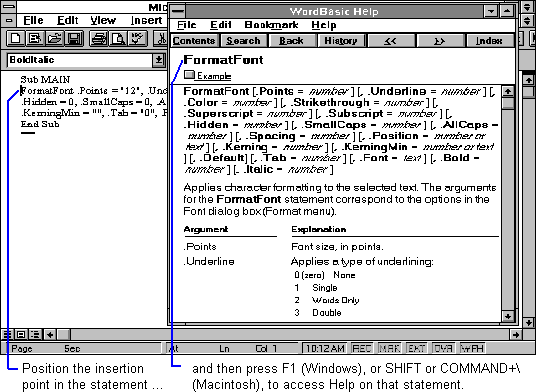 Mic
File Edit View Insert
BoldItalic
Sub MAIN
FormatFont .Points = "12", .Und
.Hidden = 0, .SmallCaps = 0, .A
.KerningMin = "", .Tab = "0", .F
End Sub
WordBasic Help
File Edit Bookmark Help
Contents Search Back History << >> Index
FormatFont
Example
FormatFont [.Points = number] [, .Underline = number] [,
.Color = number] [, .Strikethrough = number] [,
.Superscript = number] [, .Subscript = number] [,
.Hidden = number] [, .SmallCaps = number] [, .AllCaps =
number] [, .Spacing = number] [, .Position = number or
text] [, .Kerning = number] [, .KerningMin = number or text
] [, .Default] [, .Tab = number] [, .Font = text] [, .Bold =
number] [, .Italic = number]
Applies character formatting to the selected text. The arguments
for the FormatFont statement correspond to the options in the
Font dialog box (Format menu).
Argument Explanation
.Points Font size, in points.
.Underline Applies a type of underlining:
0 (zero) None
1 Single
2 Words Only
3 Double
Page Sec At Ln Col 1 10:12 AM REC MRK EXT OVR WPH
Position the insertion
point in the statement ...
and then press F1 (Windows), or SHIFT or COMMAND+\
(Macintosh), to access Help on that statement.